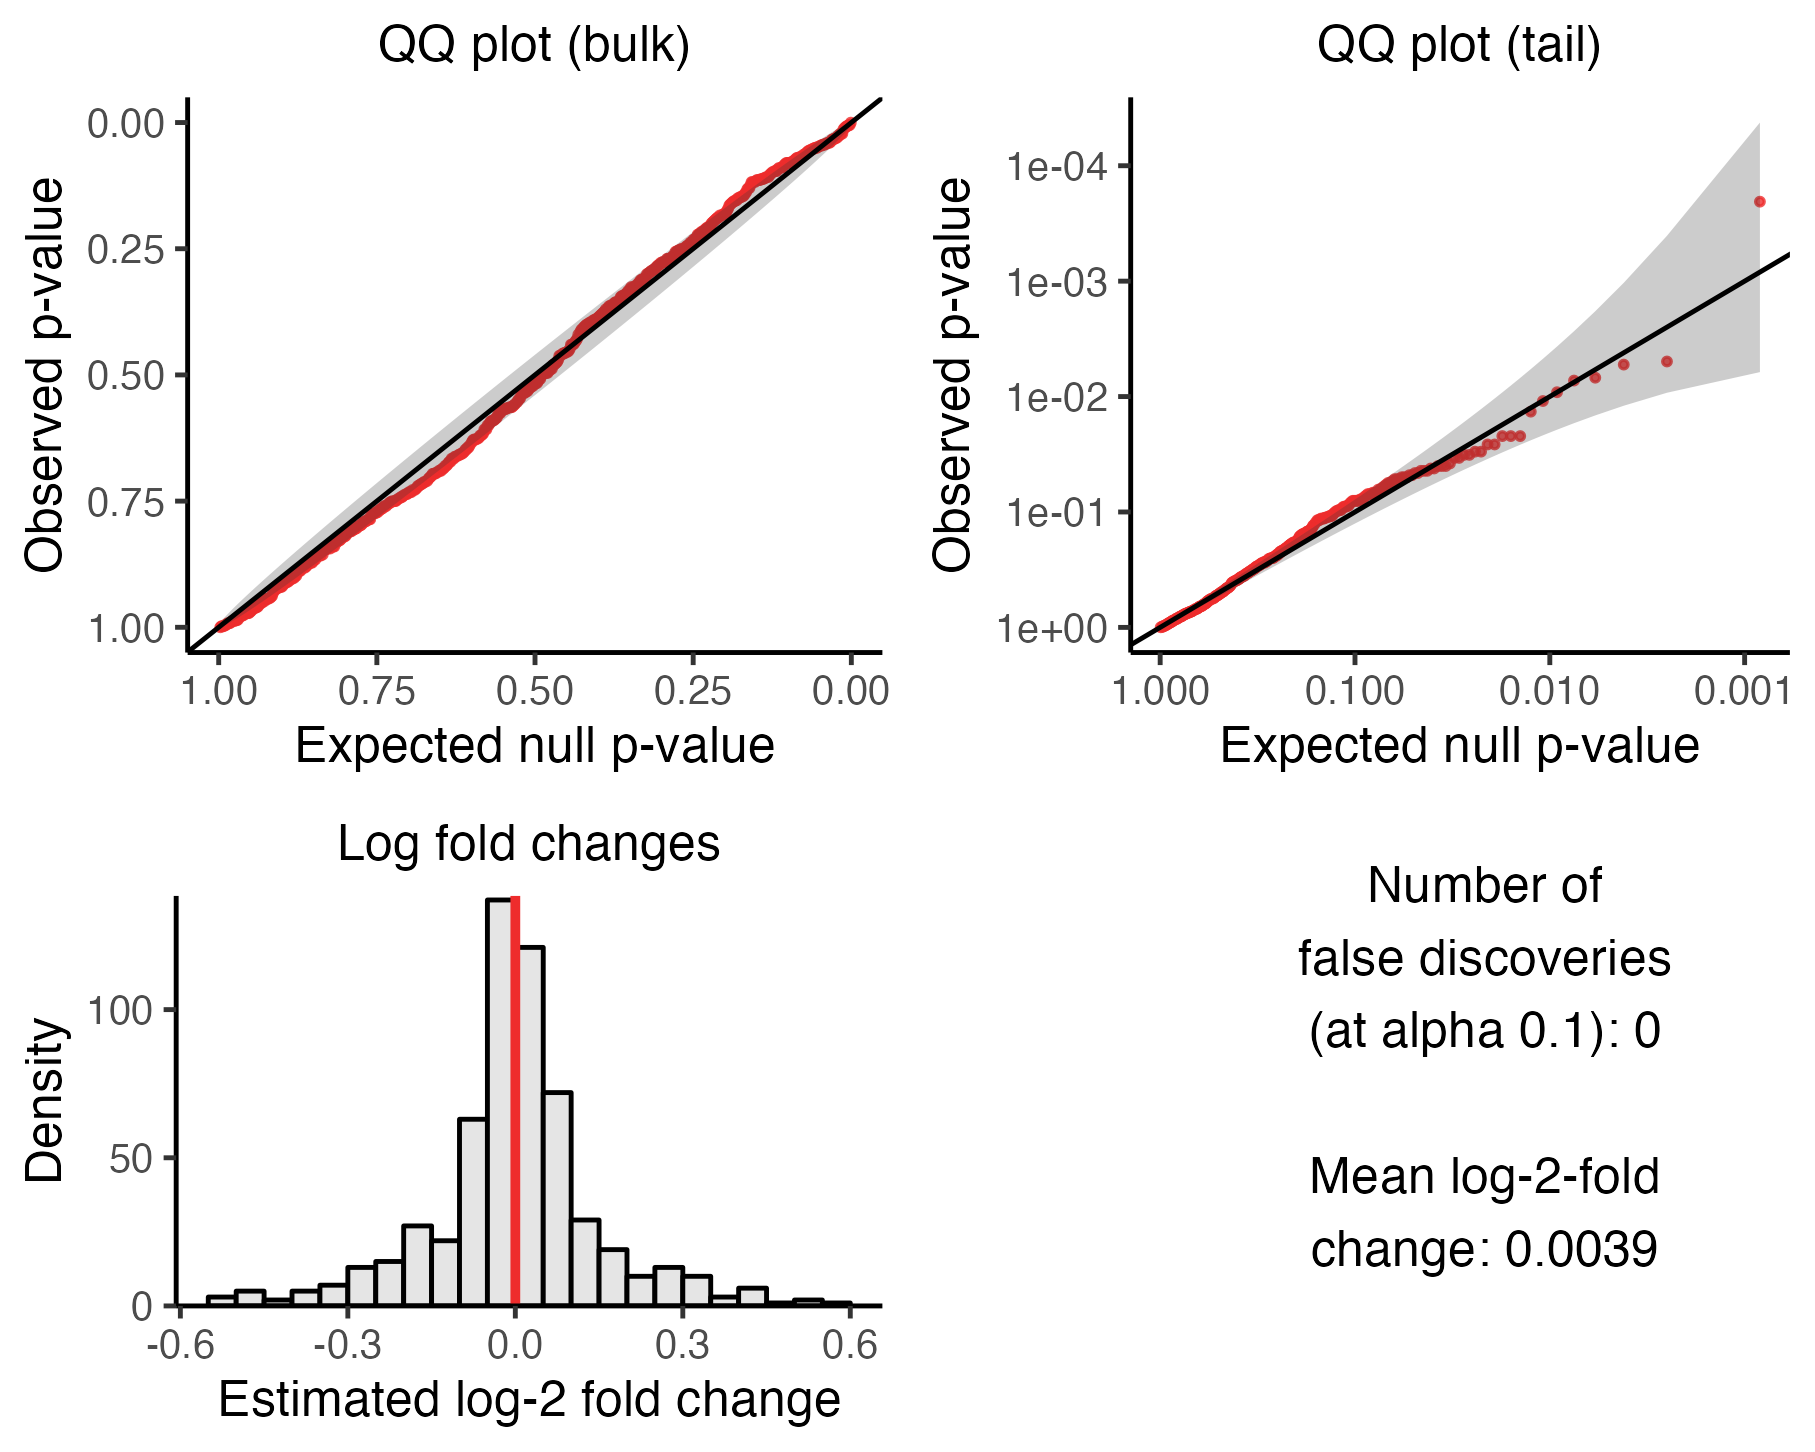 QQ plot (bulk)
Observed p-value
0.00
0.25
0.50
0.75
1.00
1.00 0.75 0.50 0.25 0.00
Expected null p-value
QQ plot (tail)
Observed p-value
1e-04
1e-03
1e-02
1e-01
1e+00
1.000 0.100 0.010 0.001
Expected null p-value
Log fold changes
Density
100
50
0
-0.6 -0.3 0.0 0.3 0.6
Estimated log-2 fold change
Number of
false discoveries
(at alpha 0.1): 0
Mean log-2-fold
change: 0.0039